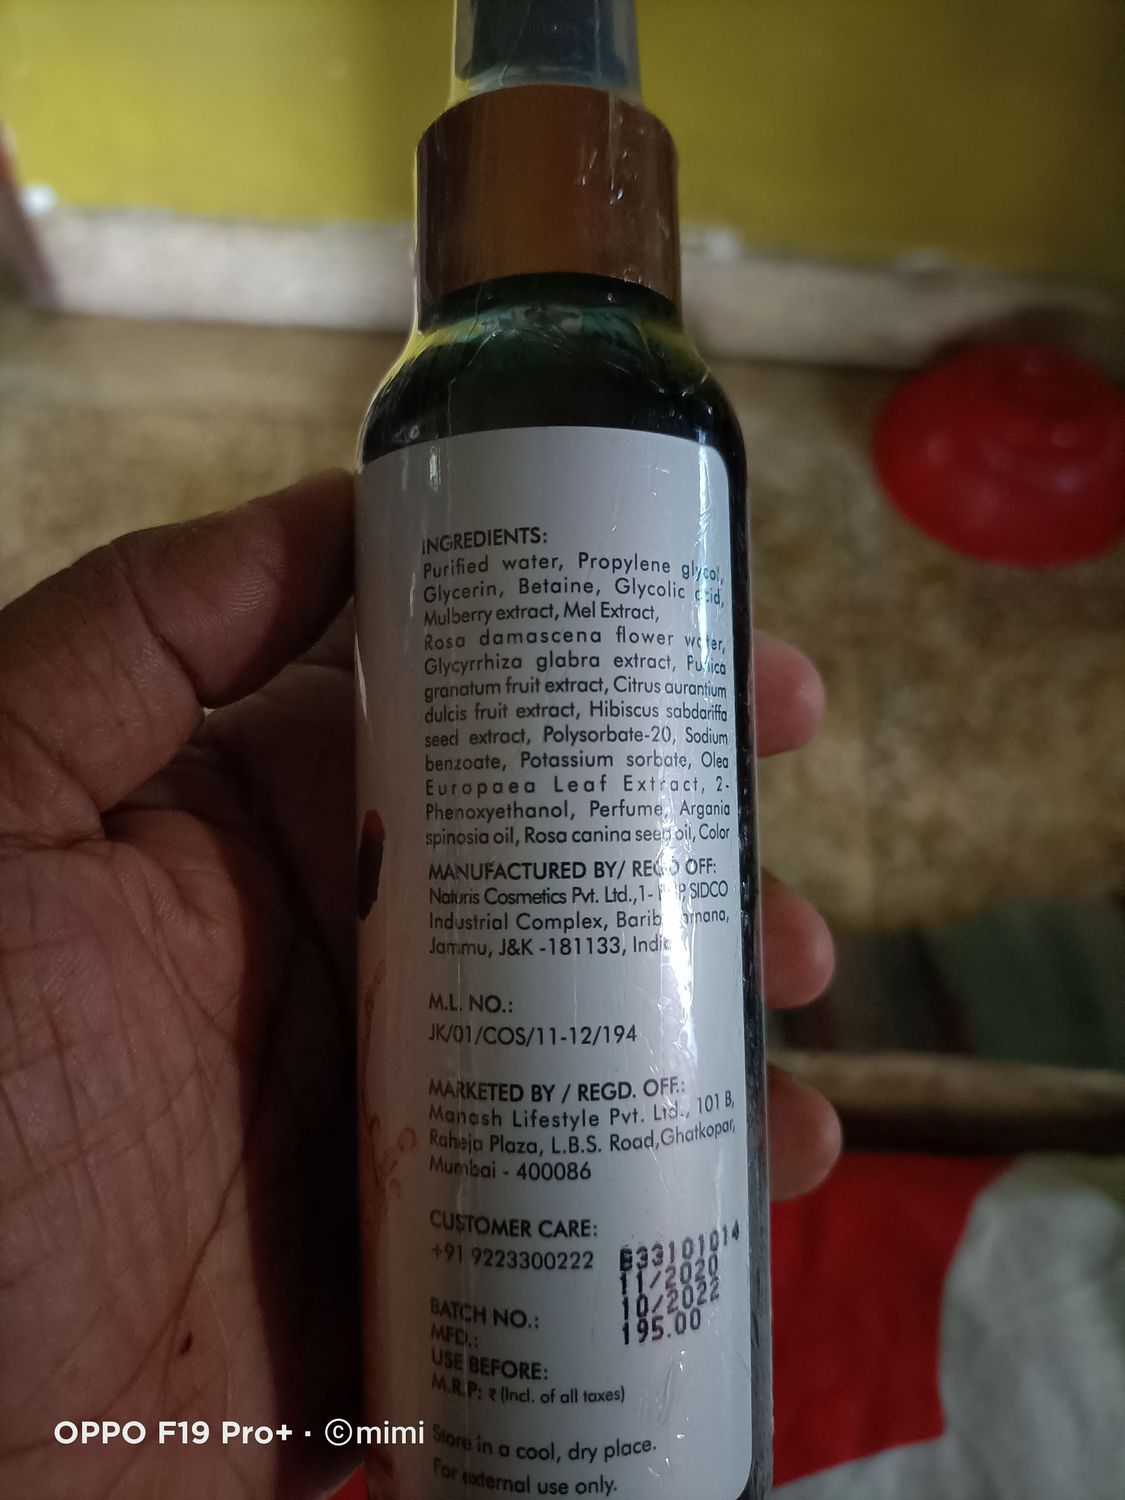 INGREDIENTS:
Purified water, Propylene glycol,
Glycerin, Betaine, Glycolic acid,
Mulberry extract, Mel Extract,
Rosa damascena flower water,
Glycyrrhiza glabra extract, Punica
granatum fruit extract, Citrus aurantium
dulcis fruit extract, Hibiscus sabdariffa
seed extract, Polysorbate-20, Sodium
benzoate, Potassium sorbate, Olea
Europaea Leaf Extract, 2-
Phenoxyethanol, Perfume, Argania
spinosia oil, Rosa canina seed oil, Color
MANUFACTURED BY/ REGD OFF:
Naturis Cosmetics Pvt. Ltd.,1- SIDCO
Industrial Complex,
Jammu, J&K -181133, India
M.L. NO.:
JK/01/COS/11-12/194
MARKETED BY / REGD. OFF.:
Manash Lifestyle Pvt. Ltd., 101 B,
Raheja Plaza, L.B.S. Road,Ghatkopar,
Mumbai - 400086
CUSTOMER CARE:
+91 9223300222
B33101014
11/2020
10/2022
195.00
BATCH NO.:
MFD.:
USE BEFORE:
M.R.P: ₹ (Incl. of all taxes)
Store in a cool, dry place.
For external use only.
OPPO F19 Pro+ · ©mimi